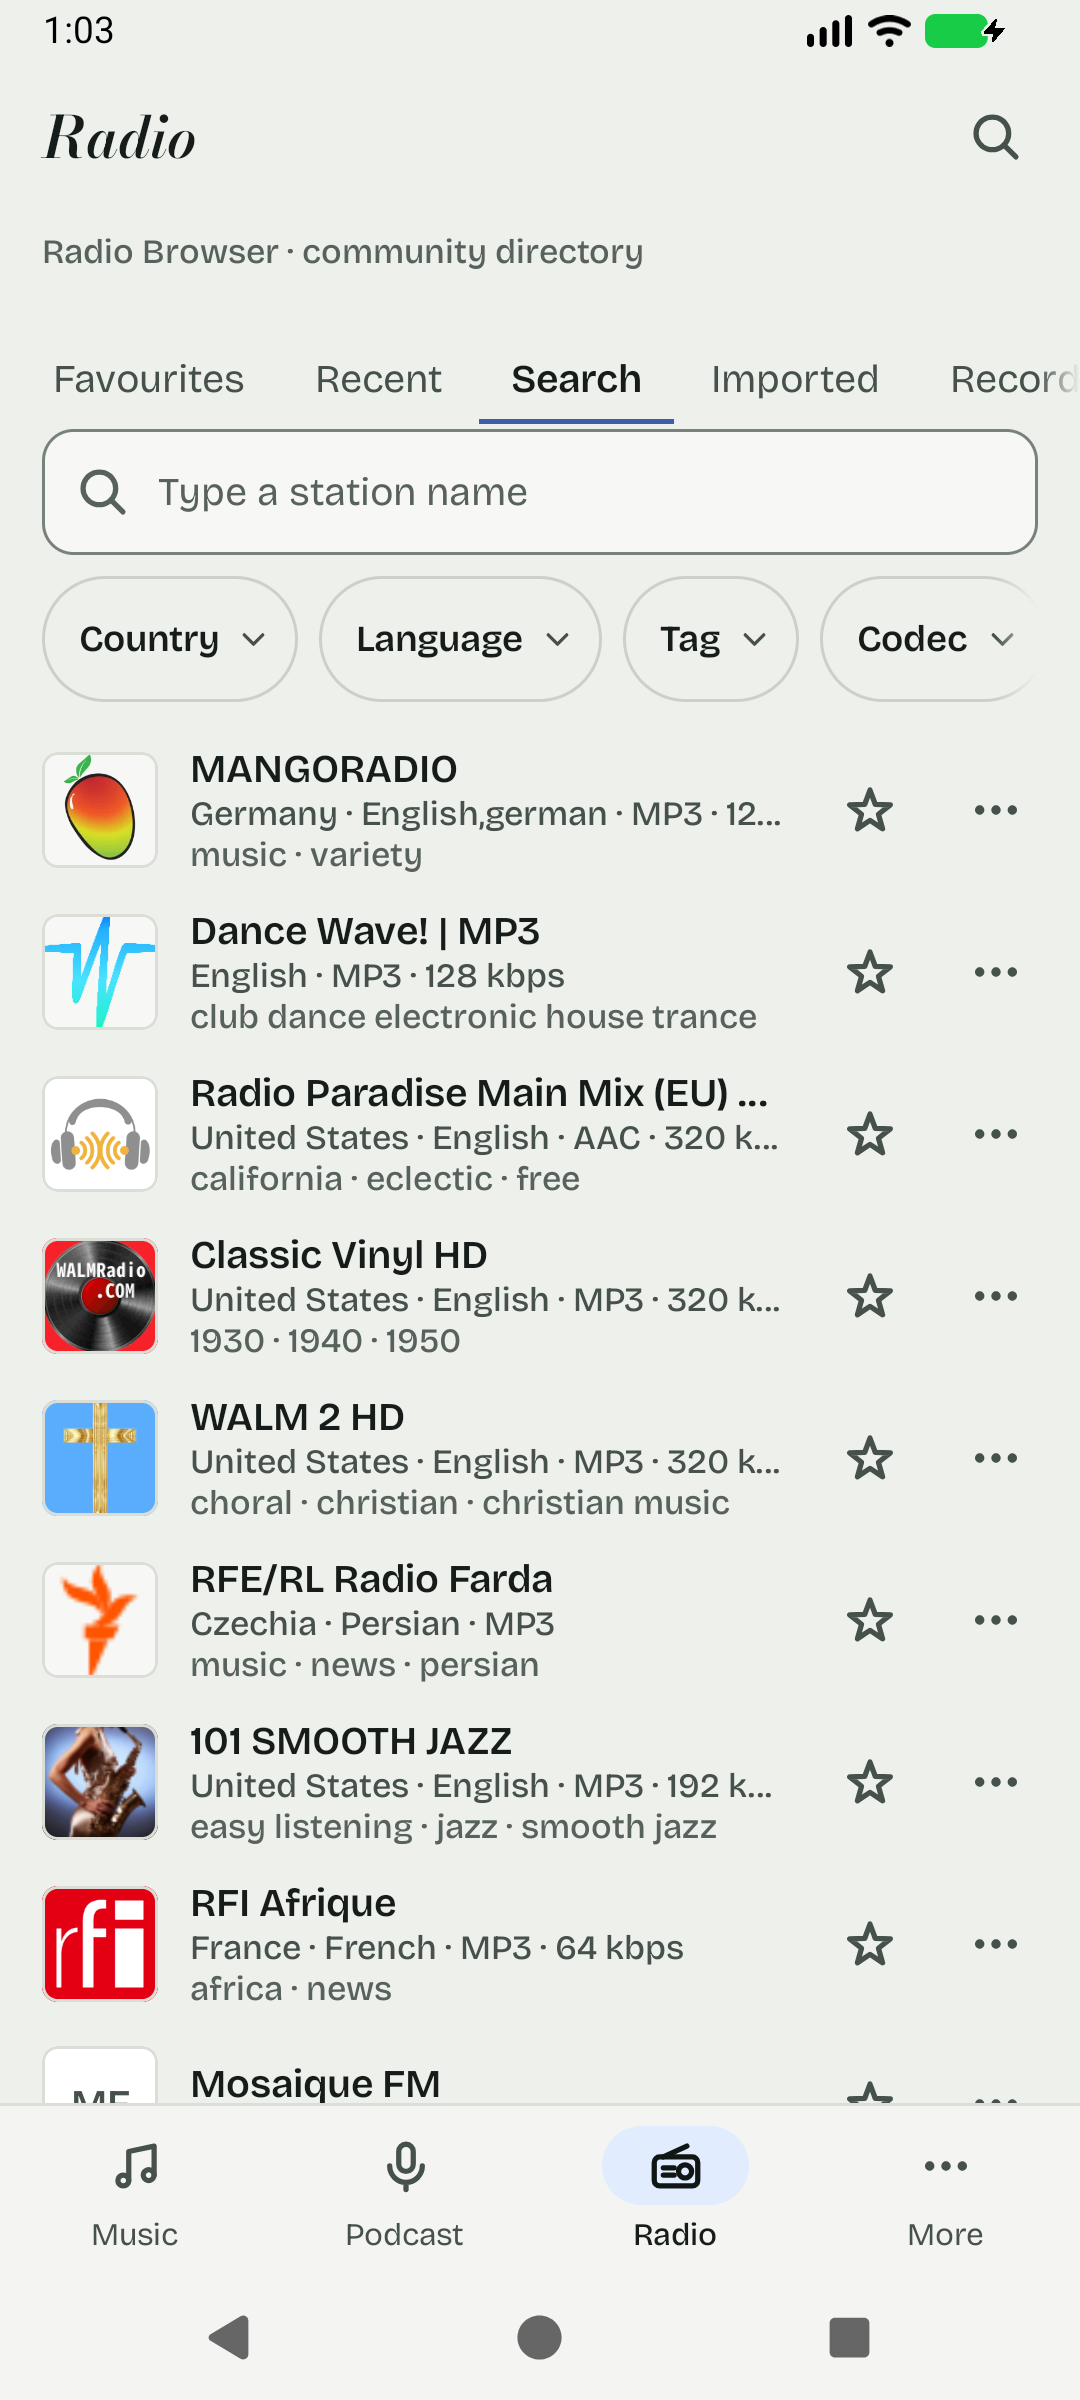 1:03
Radio
Radio Browser · community directory
Favourites Recent Search Imported Record
Type a station name
Country Language Tag Codec
MANGORADIO
Germany · English,german · MP3 · 12...
music · variety
Dance Wave! | MP3
English · MP3 · 128 kbps
club dance electronic house trance
Radio Paradise Main Mix (EU) ...
United States · English · AAC · 320 k...
california · eclectic · free
WALMRadio
.COM
Classic Vinyl HD
United States · English · MP3 · 320 k...
1930 · 1940 · 1950
WALM 2 HD
United States · English · MP3 · 320 k...
choral · christian · christian music
RFE/RL Radio Farda
Czechia · Persian · MP3
music · news · persian
101 SMOOTH JAZZ
United States · English · MP3 · 192 k...
easy listening · jazz · smooth jazz
rfi
RFI Afrique
France · French · MP3 · 64 kbps
africa · news
MF
Mosaique FM
Music Podcast Radio More